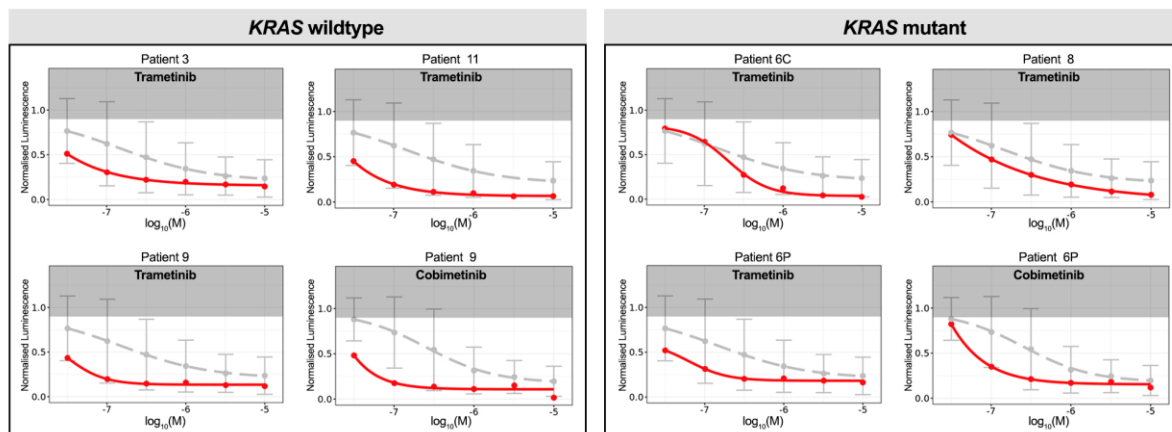 KRAS wildtype
KRAS mutant
Patient 3
Trametinib
Normalised Luminescence
1.0
0.5
0.0
-7
-6
-5
log10(M)
Patient 11
Trametinib
Normalised Luminescence
1.0
0.5
0.0
-7
-6
-5
log10(M)
Patient 6C
Trametinib
Normalised Luminescence
1.0
0.5
0.0
-7
-6
-5
log10(M)
Patient 8
Trametinib
Normalised Luminescence
1.0
0.5
0.0
-7
-6
-5
log10(M)
Patient 9
Trametinib
Normalised Luminescence
1.0
0.5
0.0
-7
-6
-5
log10(M)
Patient 9
Cobimetinib
Normalised Luminescence
1.0
0.5
0.0
-7
-6
-5
log10(M)
Patient 6P
Trametinib
Normalised Luminescence
1.0
0.5
0.0
-7
-6
-5
log10(M)
Patient 6P
Cobimetinib
Normalised Luminescence
1.0
0.5
0.0
-7
-6
-5
log10(M)